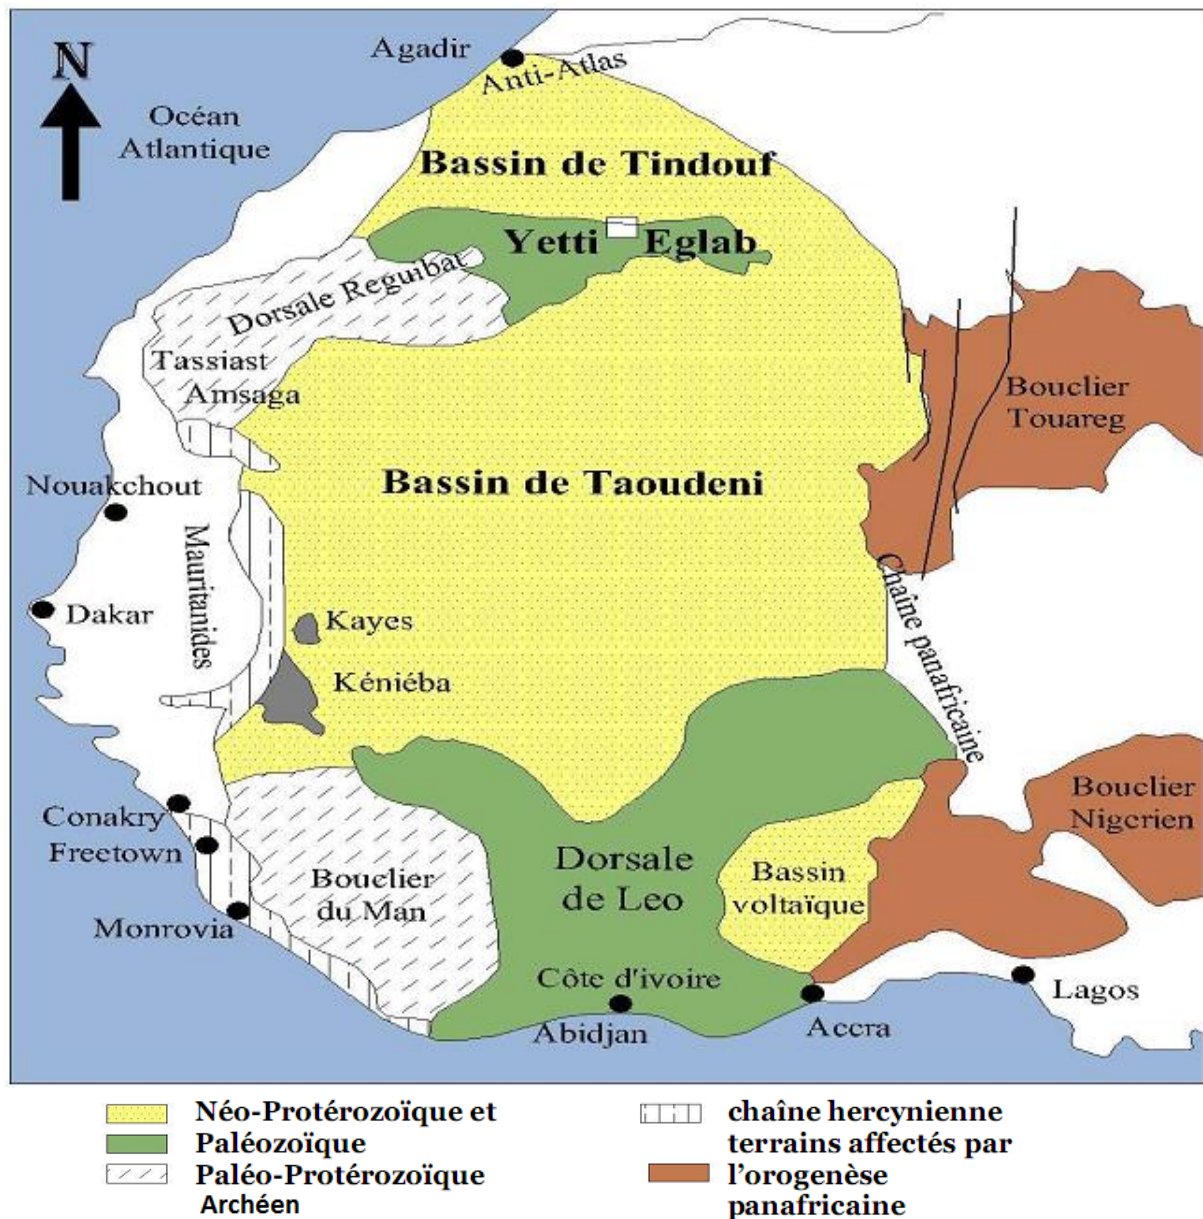 N
Agadir
Anti-Atlas
Océan
Atlantique
Bassin de Tindouf
Yetti Eglab
Dorsale Reguibat
Tassiast
Amsaga
Bouclier
Touareg
Bassin de Taoudeni
Nouakchout
Mauritanides
Chaîne panafricaine
Dakar
Kayes
Kéniéba
Bouclier
Nigerien
Conakry
Freetown
Monrovia
Bouclier
du Man
Dorsale
de Leo
Bassin
voltaïque
Côte d'ivoire
Abidjan
Accra
Lagos
Néo-Protérozoïque et
Paléozoïque
Paléo-Protérozoïque
Archéen
chaîne hercynienne
terrains affectés par
l'orogenèse
panafricaine